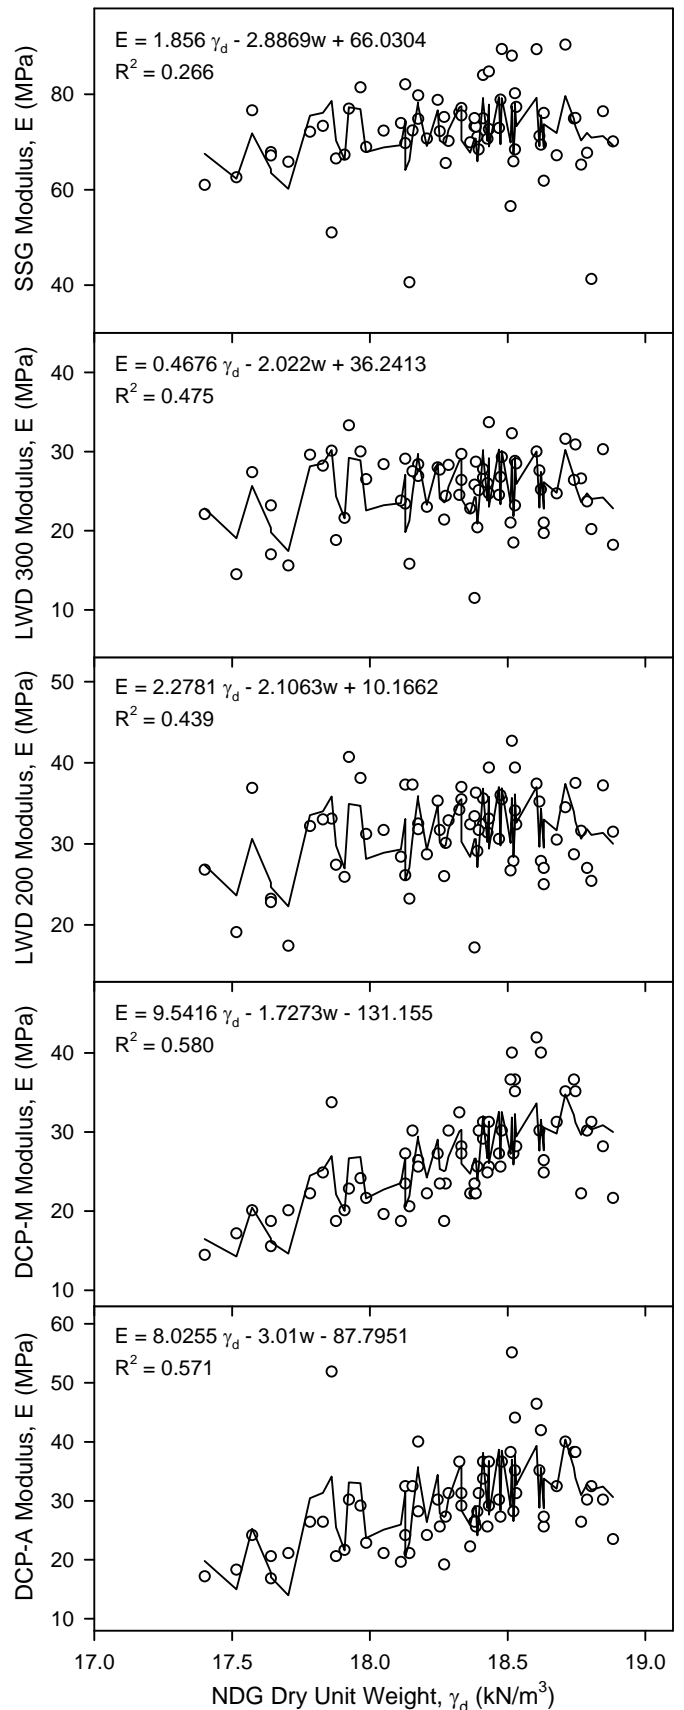 SSG Modulus, E (MPa)
80
60
40
E = 1.856 γd - 2.8869w + 66.0304
R² = 0.266
LWD 300 Modulus, E (MPa)
40
30
20
10
E = 0.4676 γd - 2.022w + 36.2413
R² = 0.475
LWD 200 Modulus, E (MPa)
50
40
30
20
E = 2.2781 γd - 2.1063w + 10.1662
R² = 0.439
DCP-M Modulus, E (MPa)
40
30
20
10
E = 9.5416 γd - 1.7273w - 131.155
R² = 0.580
DCP-A Modulus, E (MPa)
60
50
40
30
20
10
E = 8.0255 γd - 3.01w - 87.7951
R² = 0.571
17.0 17.5 18.0 18.5 19.0
NDG Dry Unit Weight, γd (kN/m³)